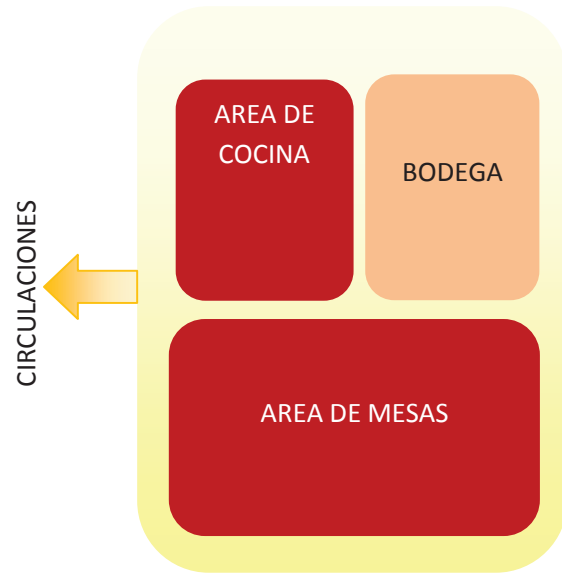 AREA DE
COCINA
BODEGA
CIRCULACIONES
AREA DE MESAS